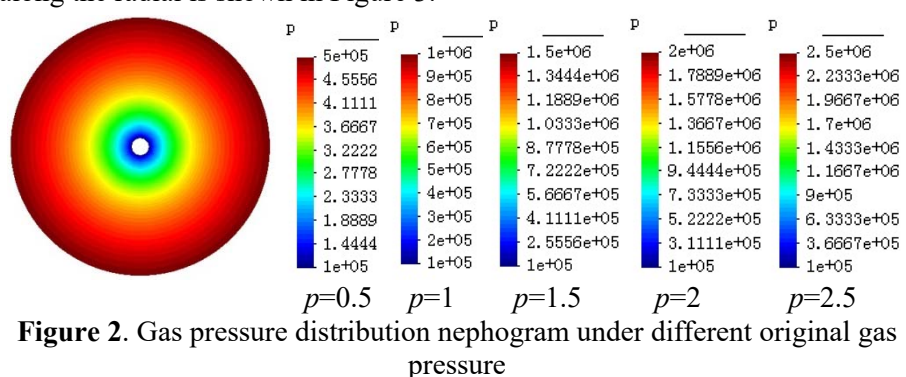 along the radial is shown in Figure 3.
p
5e+05
4.5556
4.1111
3.6667
3.2222
2.7778
2.3333
1.8889
1.4444
1e+05
p=0.5
p
1e+06
9e+05
8e+05
7e+05
6e+05
5e+05
4e+05
3e+05
2e+05
1e+05
p=1
p
1.5e+06
1.3444e+06
1.1889e+06
1.0333e+06
8.7778e+05
7.2222e+05
5.6667e+05
4.1111e+05
2.5556e+05
1e+05
p=1.5
p
2e+06
1.7889e+06
1.5778e+06
1.3667e+06
1.1556e+06
9.4444e+05
7.3333e+05
5.2222e+05
3.1111e+05
1e+05
p=2
p
2.5e+06
2.2333e+06
1.9667e+06
1.7e+06
1.4333e+06
1.1667e+06
9e+05
6.3333e+05
3.6667e+05
1e+05
p=2.5
Figure 2. Gas pressure distribution nephogram under different original gas
pressure